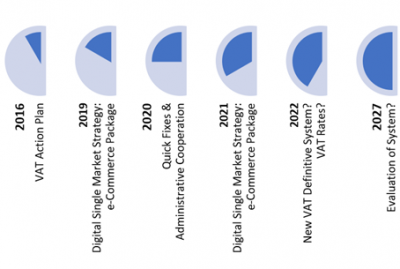 2016
VAT Action Plan
2019
Digital Single Market Strategy:
e-Commerce Package
2020
Quick Fixes &
Administrative Cooperation
2021
Digital Single Market Strategy:
e-Commerce Package
2022
New VAT Definitive System?
VAT Rates?
2027
Evaluation of System?